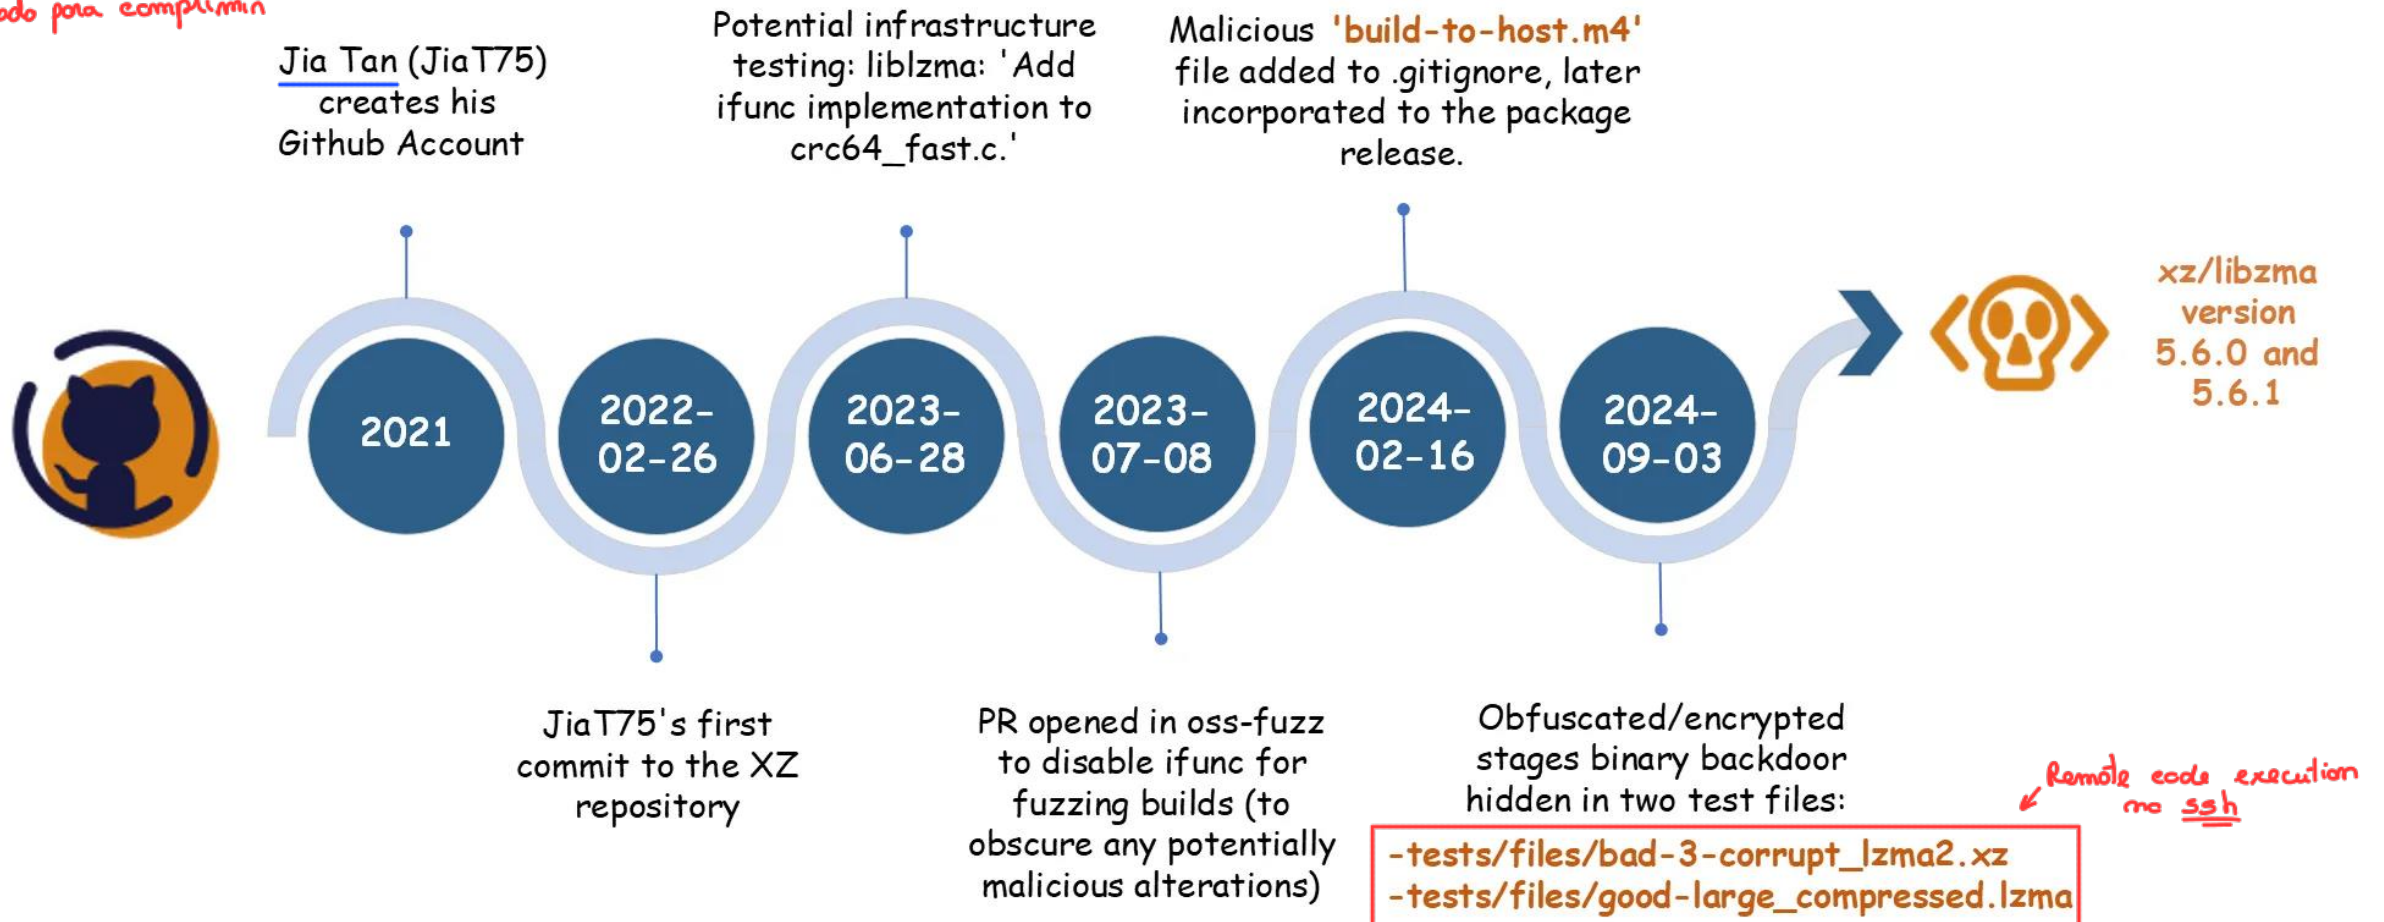 para complimin
Jia Tan (JiaT75)
creates his
Github Account
Potential infrastructure
testing: liblzma: 'Add
ifunc implementation to
crc64_fast.c.'
Malicious 'build-to-host.m4'
file added to .gitignore, later
incorporated to the package
release.
2021
2022-
02-26
2023-
06-28
2023-
07-08
2024-
02-16
2024-
09-03
xz/libzma
version
5.6.0 and
5.6.1
JiaT75's first
commit to the XZ
repository
PR opened in oss-fuzz
to disable ifunc for
fuzzing builds (to
obscure any potentially
malicious alterations)
Obfuscated/encrypted
stages binary backdoor
hidden in two test files:
-tests/files/bad-3-corrupt_lzma2.xz
-tests/files/good-large_compressed.lzma
Remote code execution
no ssh